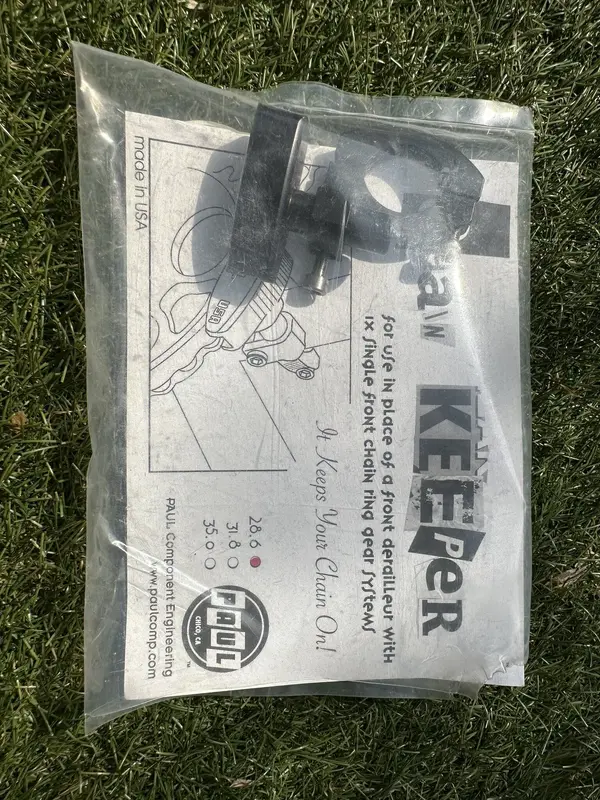 KEEPER
for use in place of a front derailleur with
1x single front chain ring gear systems
It Keeps Your Chain On!
made in USA
USA
28.6
31.8
35.0
PAUL
CHICO, CA
TM
PAUL Component Engineering
www.paulcomp.com